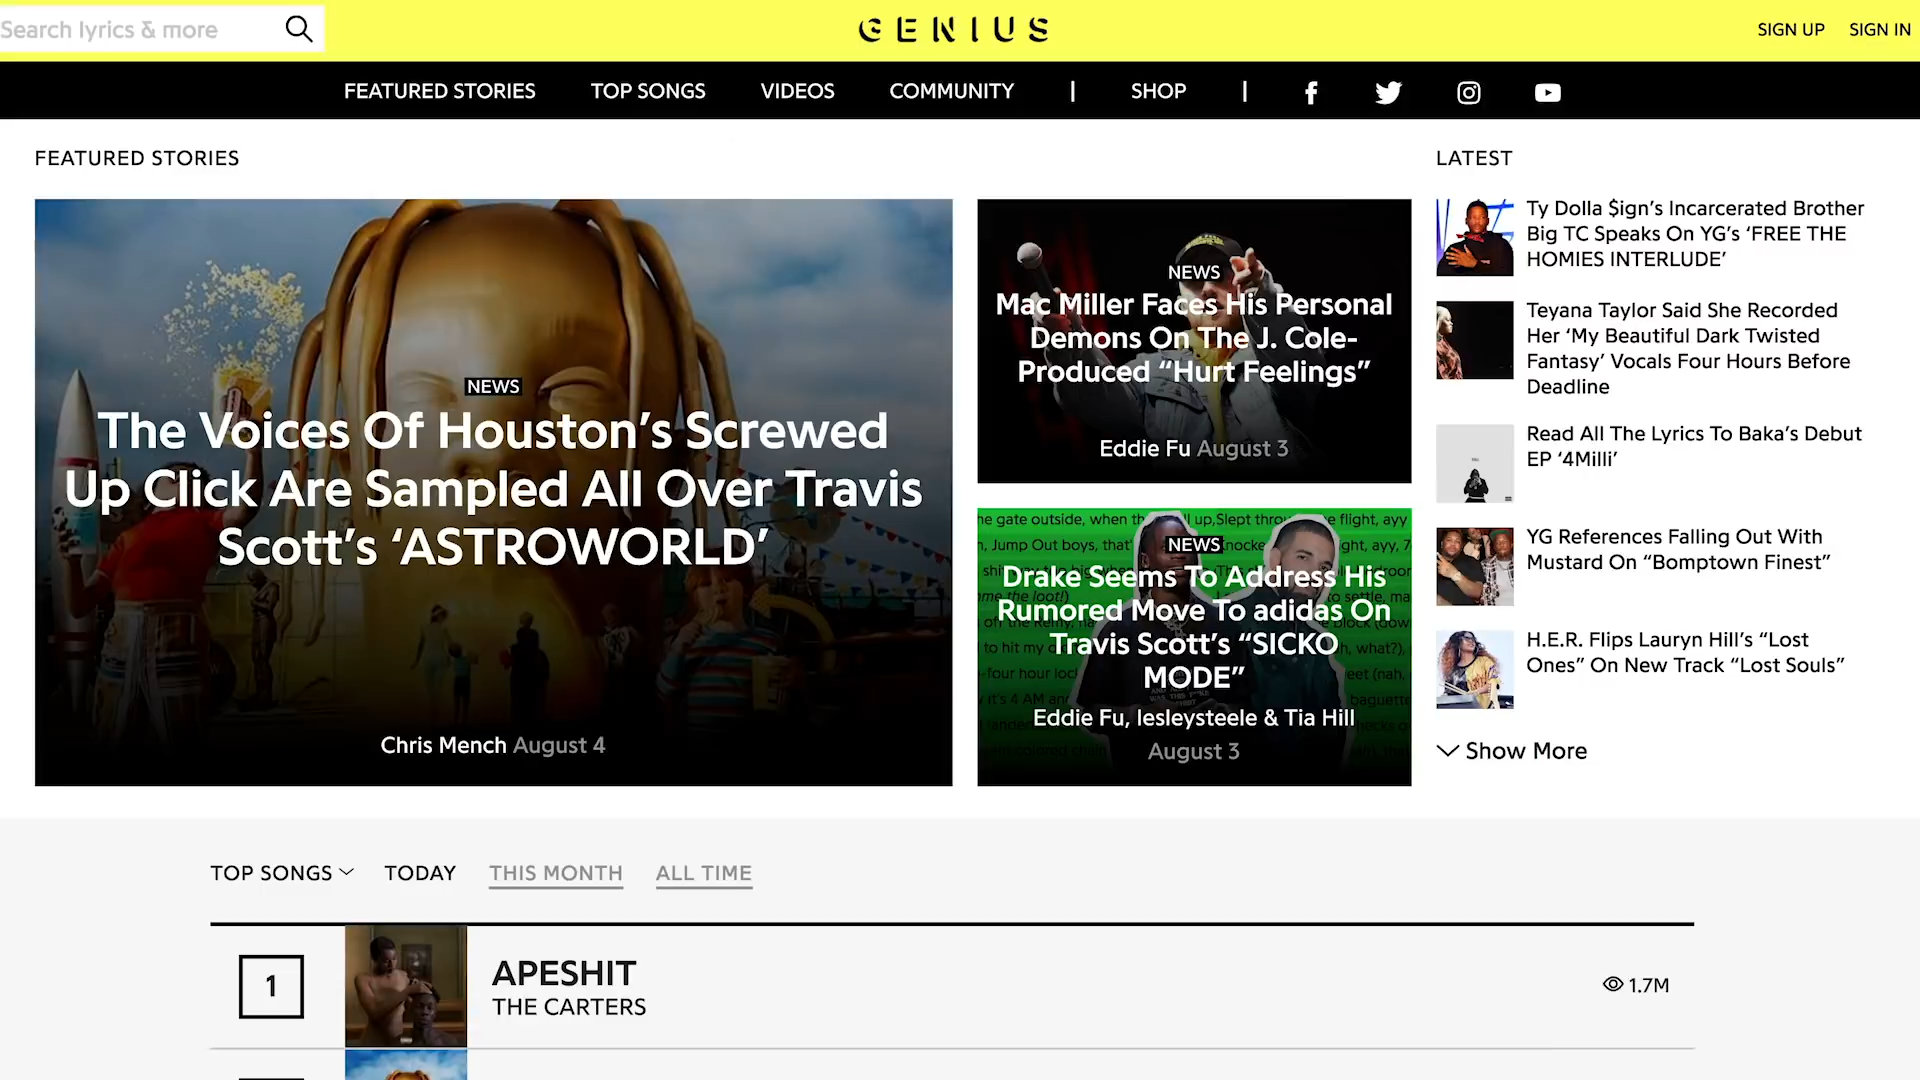 Search lyrics & more
GENIUS
SIGN UP
SIGN IN
FEATURED STORIES
TOP SONGS
VIDEOS
COMMUNITY
|
SHOP
|
FEATURED STORIES
NEWS
The Voices Of Houston’s Screwed
Up Click Are Sampled All Over Travis
Scott’s ‘ASTROWORLD’
Chris Mench August 4
NEWS
Mac Miller Faces His Personal
Demons On The J. Cole-
Produced “Hurt Feelings”
Eddie Fu August 3
NEWS
Drake Seems To Address His
Rumored Move To adidas On
Travis Scott’s “SICKO
MODE”
Eddie Fu, lesleysteele & Tia Hill
August 3
LATEST
Ty Dolla $ign’s Incarcerated Brother
Big TC Speaks On YG’s ‘FREE THE
HOMIES INTERLUDE’
Teyana Taylor Said She Recorded
Her ‘My Beautiful Dark Twisted
Fantasy’ Vocals Four Hours Before
Deadline
Read All The Lyrics To Baka’s Debut
EP ‘4Milli’
YG References Falling Out With
Mustard On “Bomptown Finest”
H.E.R. Flips Lauryn Hill’s “Lost
Ones” On New Track “Lost Souls”
Show More
TOP SONGS
TODAY
THIS MONTH
ALL TIME
1
APESHIT
THE CARTERS
1.7M